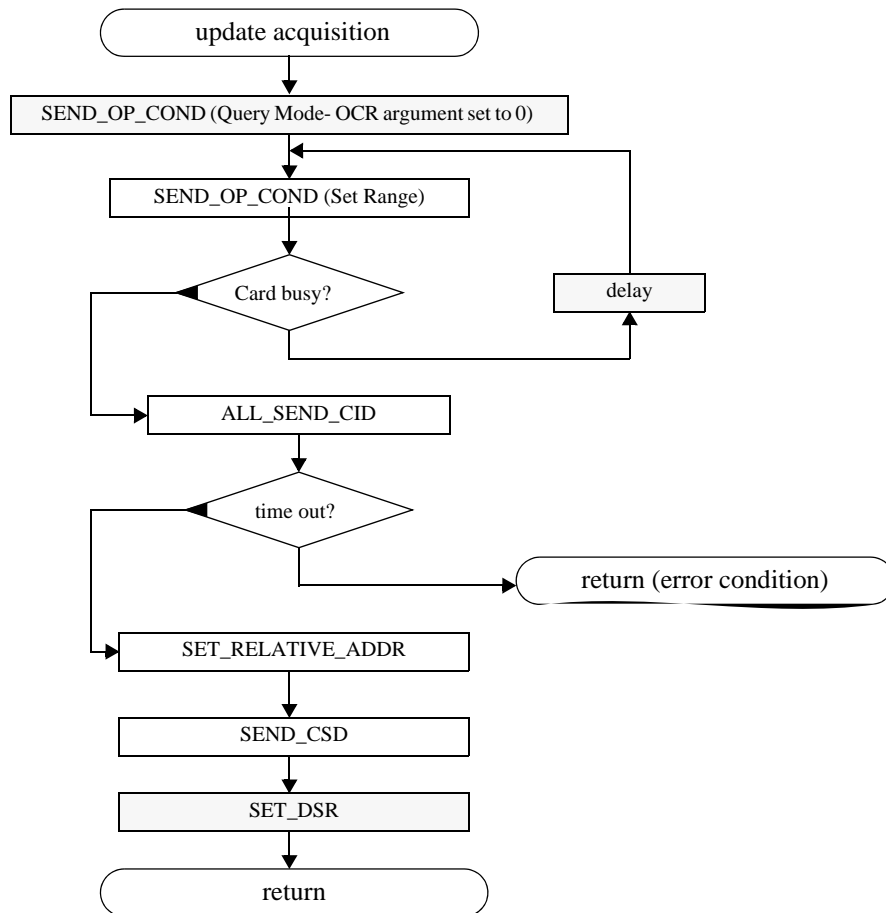 update acquisition
SEND_OP_COND (Query Mode- OCR argument set to 0)
SEND_OP_COND (Set Range)
Card busy?
delay
ALL_SEND_CID
time out?
return (error condition)
SET_RELATIVE_ADDR
SEND_CSD
SET_DSR
return